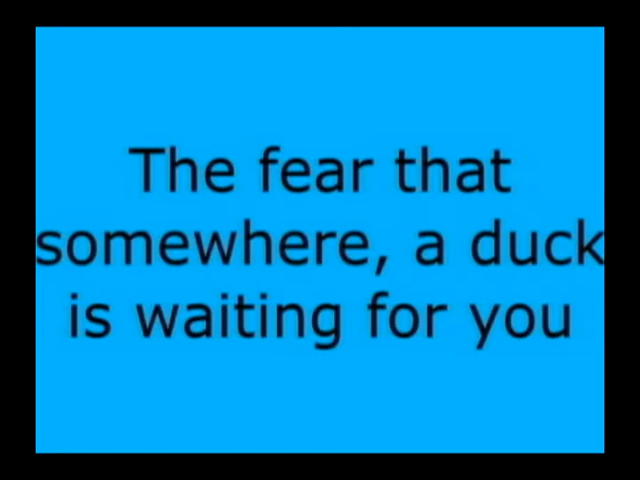 The fear that
somewhere, a duck
is waiting for you